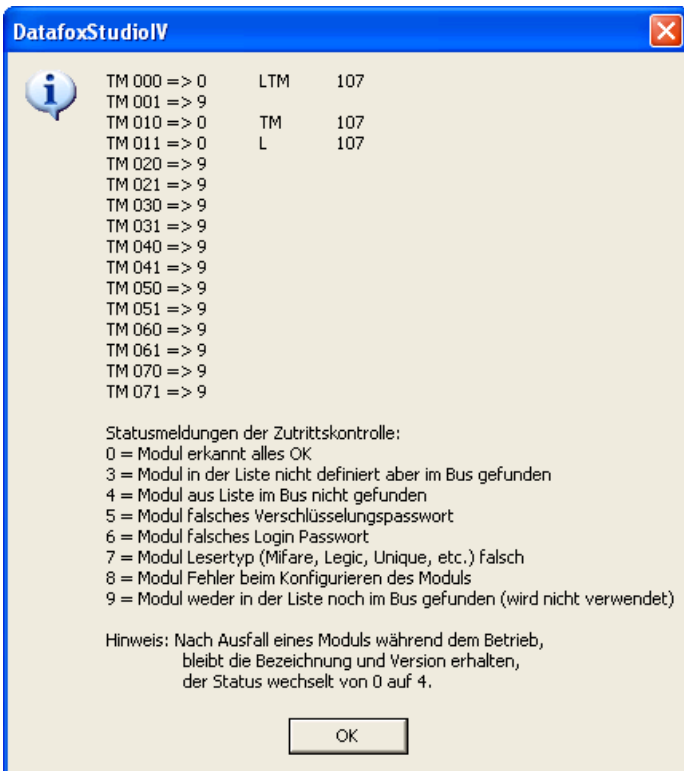 DatafoxStudioIV
TM 000 => 0 LTM 107
TM 001 => 9
TM 010 => 0 TM 107
TM 011 => 0 L 107
TM 020 => 9
TM 021 => 9
TM 030 => 9
TM 031 => 9
TM 040 => 9
TM 041 => 9
TM 050 => 9
TM 051 => 9
TM 060 => 9
TM 061 => 9
TM 070 => 9
TM 071 => 9
Statusmeldungen der Zutrittskontrolle:
0 = Modul erkannt alles OK
3 = Modul in der Liste nicht definiert aber im Bus gefunden
4 = Modul aus Liste im Bus nicht gefunden
5 = Modul falsches Verschlüsselungspasswort
6 = Modul falsches Login Passwort
7 = Modul Lesertyp (Mifare, Legic, Unique, etc.) falsch
8 = Modul Fehler beim Konfigurieren des Moduls
9 = Modul weder in der Liste noch im Bus gefunden (wird nicht verwendet)
Hinweis: Nach Ausfall eines Moduls während dem Betrieb,
bleibt die Bezeichnung und Version erhalten,
der Status wechselt von 0 auf 4.
OK